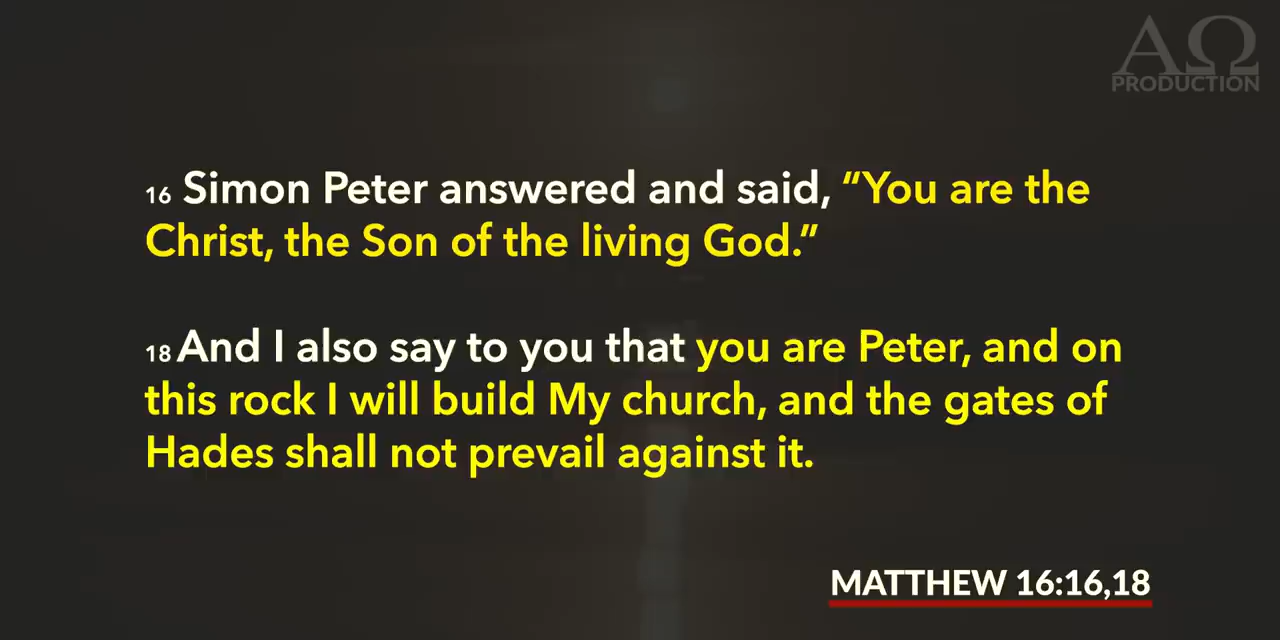 ΑΩ
PRODUCTION
16 Simon Peter answered and said, “You are the
Christ, the Son of the living God.”
18 And I also say to you that you are Peter, and on
this rock I will build My church, and the gates of
Hades shall not prevail against it.
MATTHEW 16:16,18